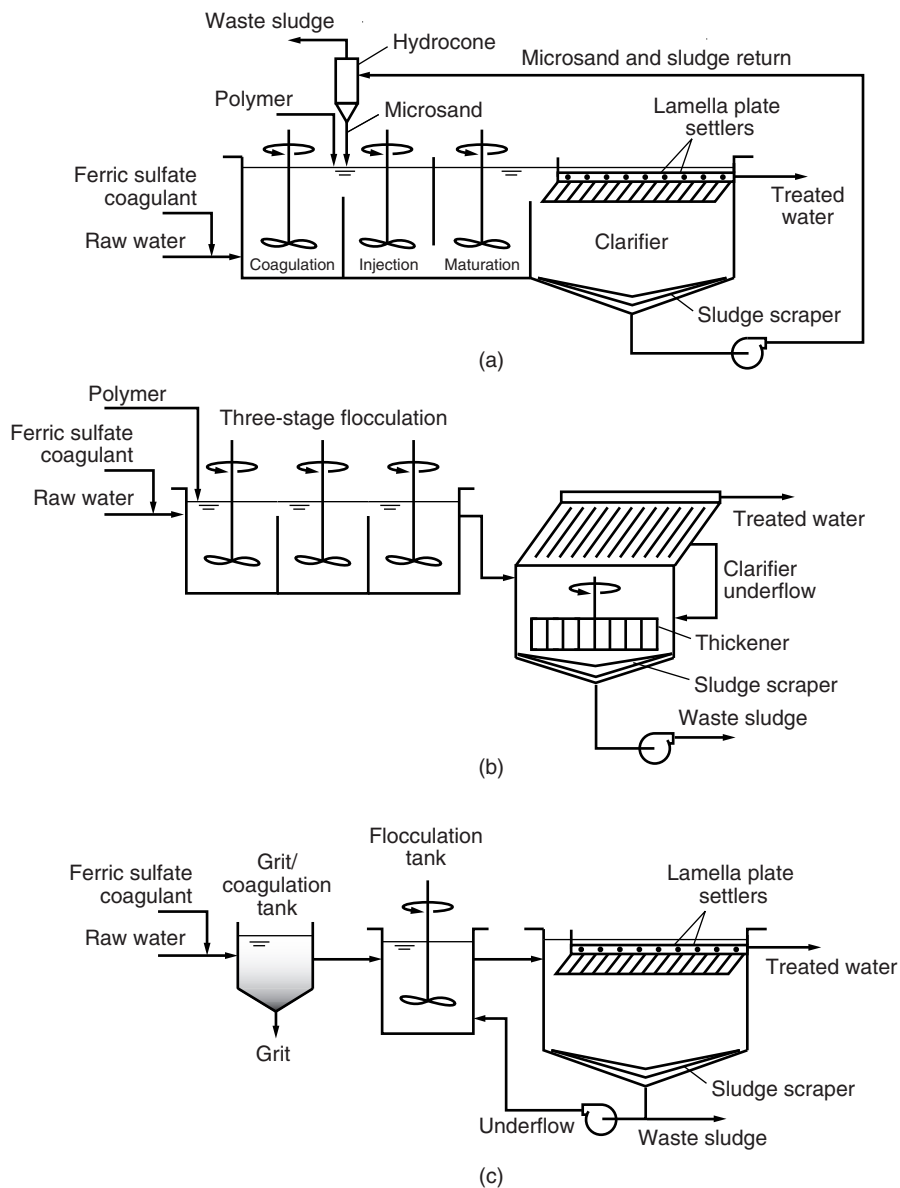 Waste sludge
Hydrocone
Microsand and sludge return
Polymer
Microsand
Lamella plate
settlers
Ferric sulfate
coagulant
Raw water
Treated
water
Coagulation
Injection
Maturation
Clarifier
Sludge scraper
(a)
Polymer
Three-stage flocculation
Ferric sulfate
coagulant
Raw water
Treated water
Clarifier
underflow
Thickener
Sludge scraper
Waste sludge
(b)
Flocculation
tank
Grit/
coagulation
tank
Ferric sulfate
coagulant
Raw water
Lamella plate
settlers
Treated water
Grit
Sludge scraper
Underflow
Waste sludge
(c)